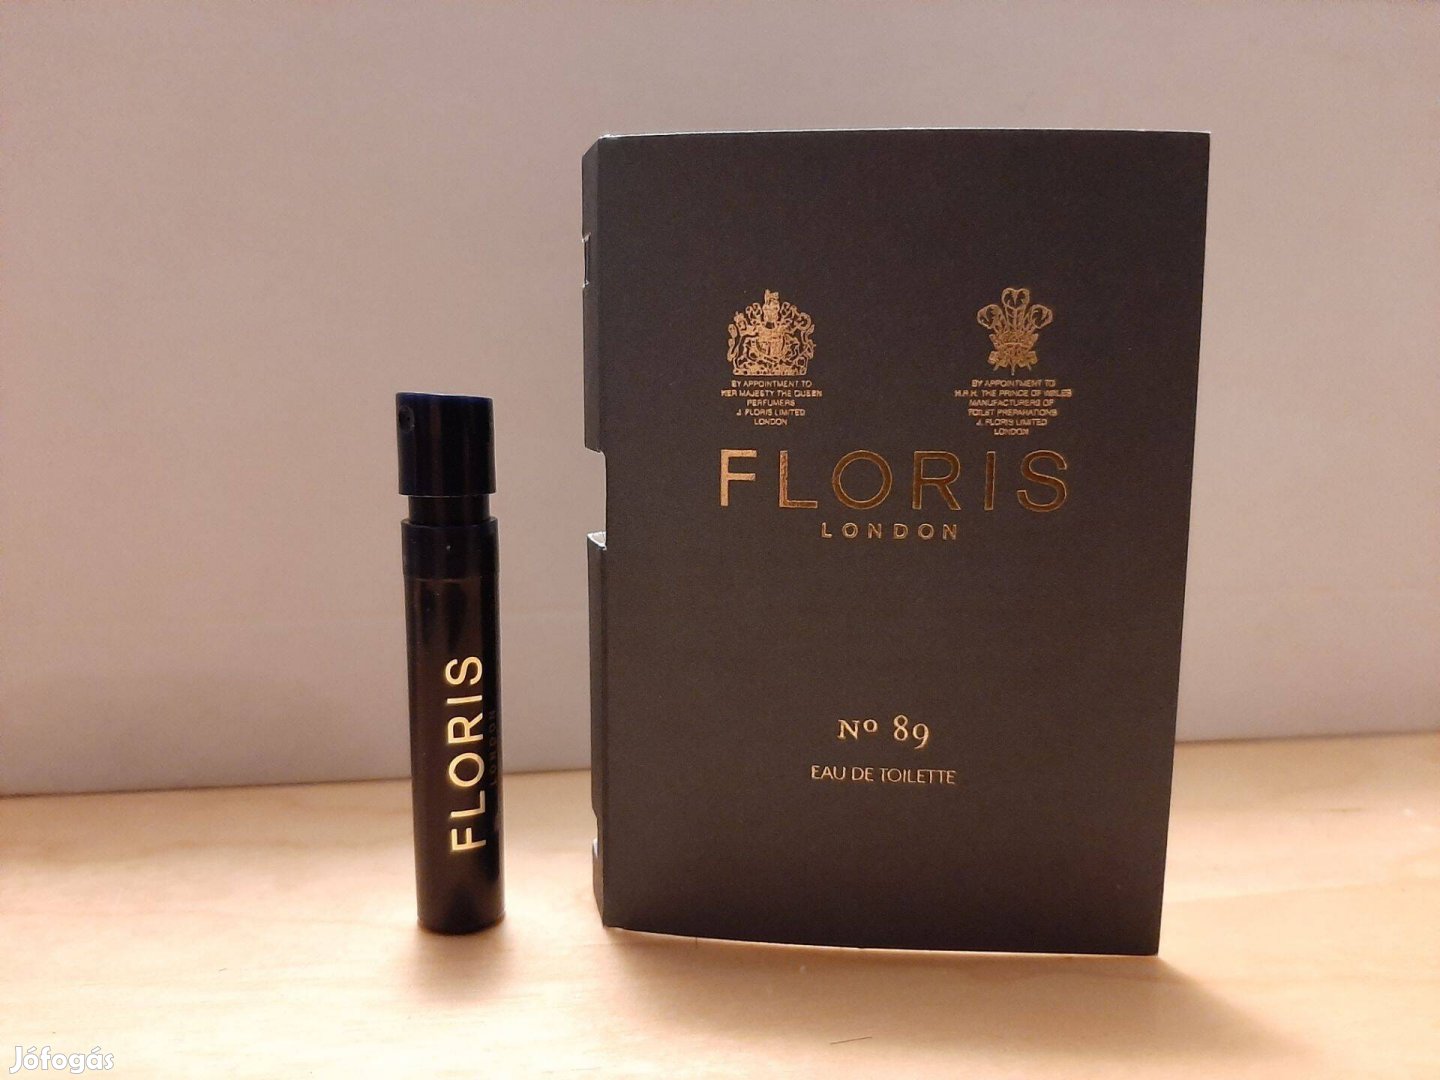 BY APPOINTMENT TO
HER MAJESTY THE QUEEN
PERFUMERS
J. FLORIS LIMITED
LONDON
BY APPOINTMENT TO
H.R.H. THE PRINCE OF WALES
MANUFACTURERS OF
TOILET PREPARATIONS
J. FLORIS LIMITED
LONDON
FLORIS
LONDON
Nº 89
EAU DE TOILETTE
FLORIS
LONDON
Jófogás